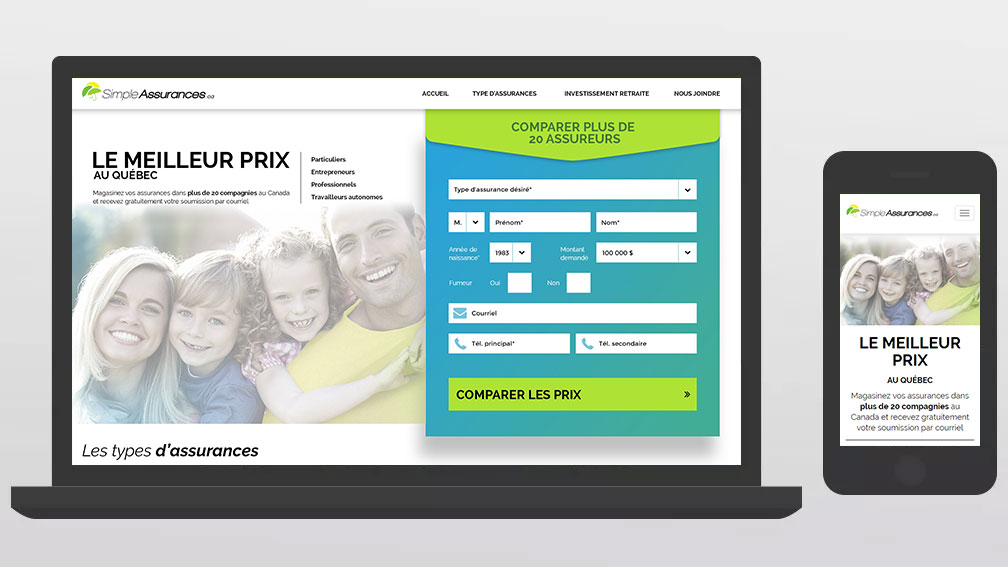 SimpleAssurances.ca
ACCUEIL TYPE D'ASSURANCES INVESTISSEMENT RETRAITE NOUS JOINDRE
LE MEILLEUR PRIX
AU QUÉBEC
Magasinez vos assurances dans plus de 20 compagnies au Canada
et recevez gratuitement votre soumission par courriel
Particuliers
Entrepreneurs
Professionnels
Travailleurs autonomes
COMPARER PLUS DE
20 ASSUREURS
Type d'assurance désiré*
M. Prénom* Nom*
Année de
naissance* 1983
Montant
demandé 100 000 $
Fumeur Oui Non
Courriel
Tél. principal* Tél. secondaire
COMPARER LES PRIX »
Les types d'assurances
SimpleAssurances.ca
LE MEILLEUR
PRIX
AU QUÉBEC
Magasinez vos assurances dans
plus de 20 compagnies au
Canada et recevez gratuitement
votre soumission par courriel